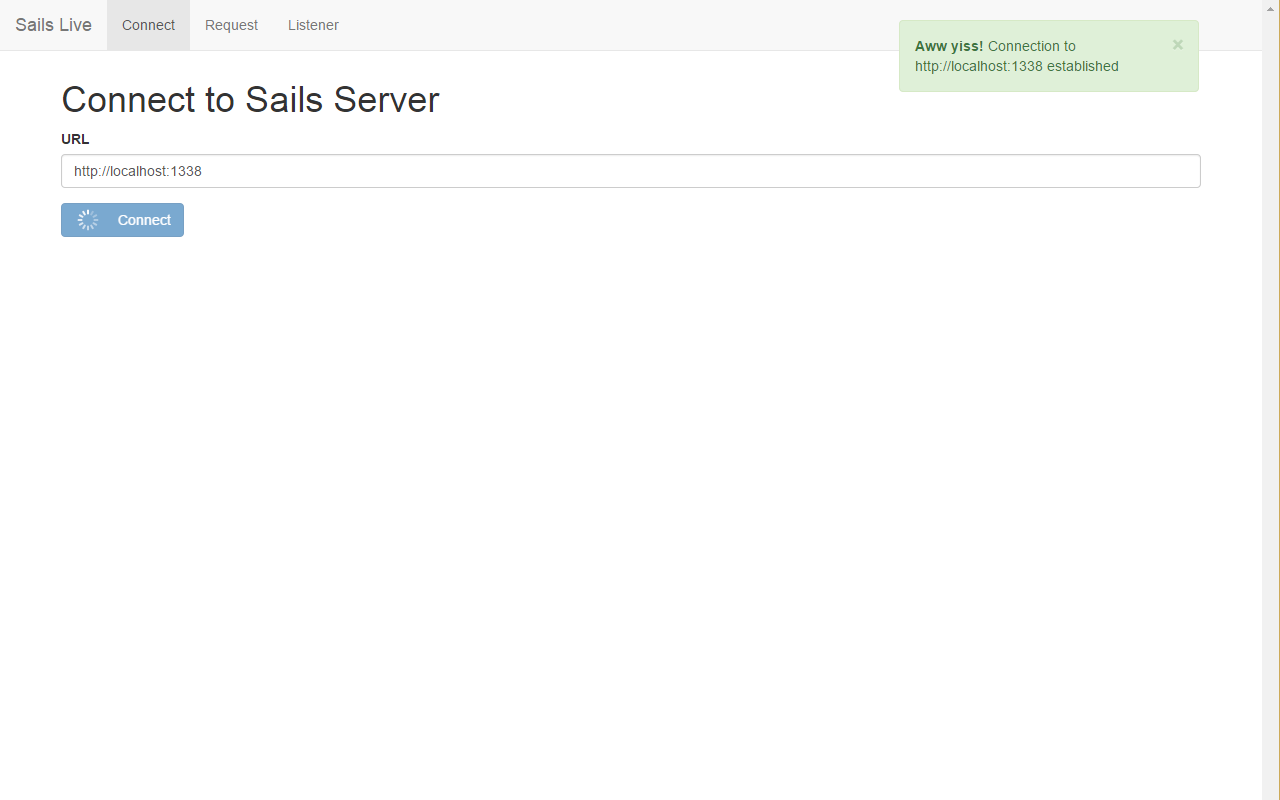 Sails Live Connect Request Listener
Aww yiss! Connection to ×
http://localhost:1338 established
Connect to Sails Server
URL
http://localhost:1338
Connect